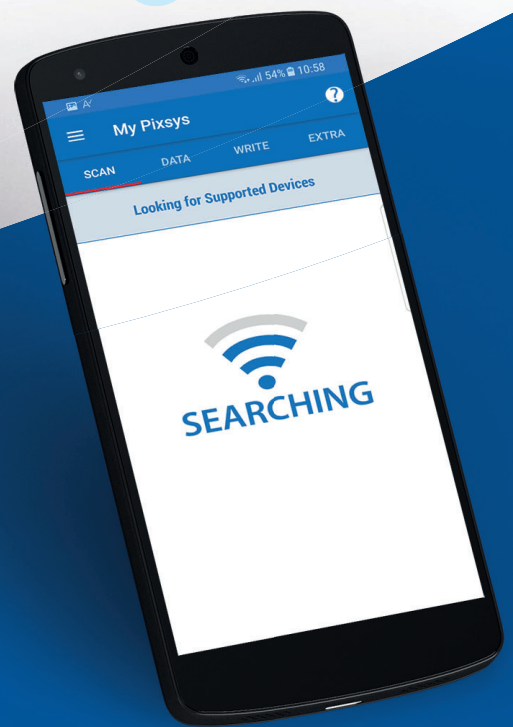 54% 10:58
My Pixsys
SCAN DATA WRITE EXTRA
Looking for Supported Devices
SEARCHING